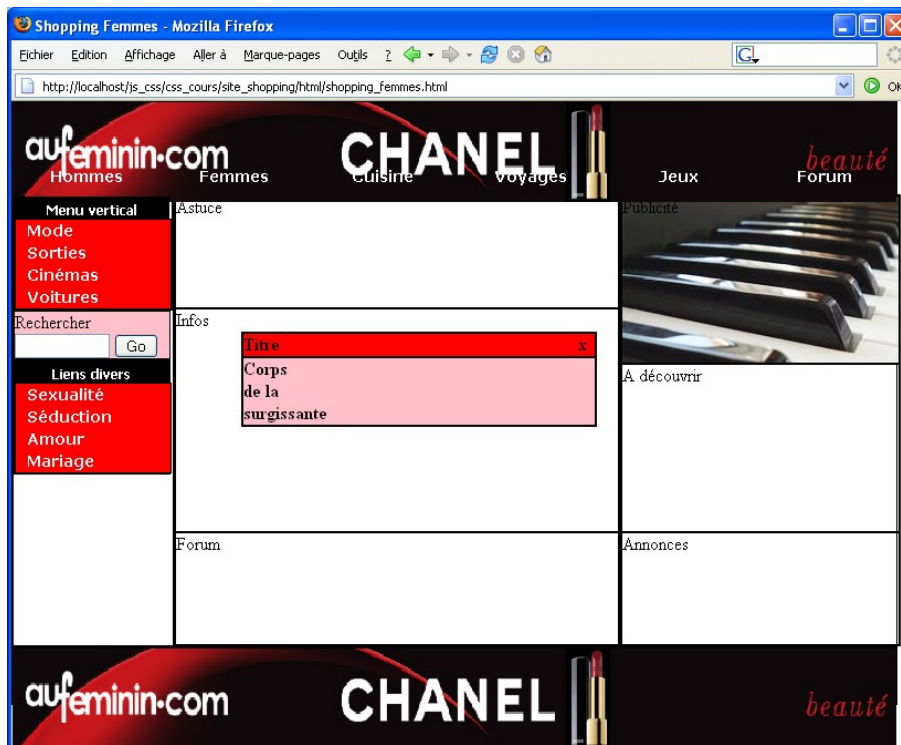 Shopping Femmes - Mozilla Firefox
Fichier Edition Affichage Aller à Marque-pages Outils ?
G
http://localhost/js_css/css_cours/site_shopping/html/shopping_femmes.html
OK
aufeminin.com
CHANEL
beauté
Hommes Femmes Cuisine Voyages Jeux Forum
Menu vertical
Mode
Sorties
Cinémas
Voitures
Rechercher
Go
Liens divers
Sexualité
Séduction
Amour
Mariage
Astuce
Infos
Titre x
Corps
de la
surgissante
Forum
Publicité
A découvrir
Annonces
aufeminin.com
CHANEL
beauté